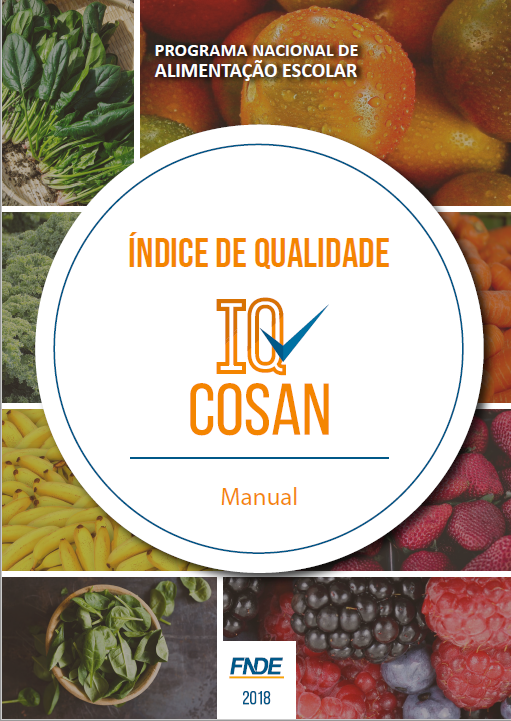 PROGRAMA NACIONAL DE
ALIMENTAÇÃO ESCOLAR
ÍNDICE DE QUALIDADE
IQ
COSAN
Manual
FNDE
2018